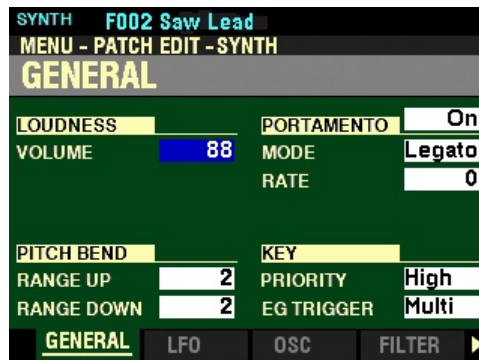 SYNTH F002 Saw Lead
MENU - PATCH EDIT - SYNTH
GENERAL
LOUDNESS
VOLUME 88
PORTAMENTO On
MODE Legato
RATE 0
PITCH BEND
RANGE UP 2
RANGE DOWN 2
KEY
PRIORITY High
EG TRIGGER Multi
GENERAL LFO OSC FILTER